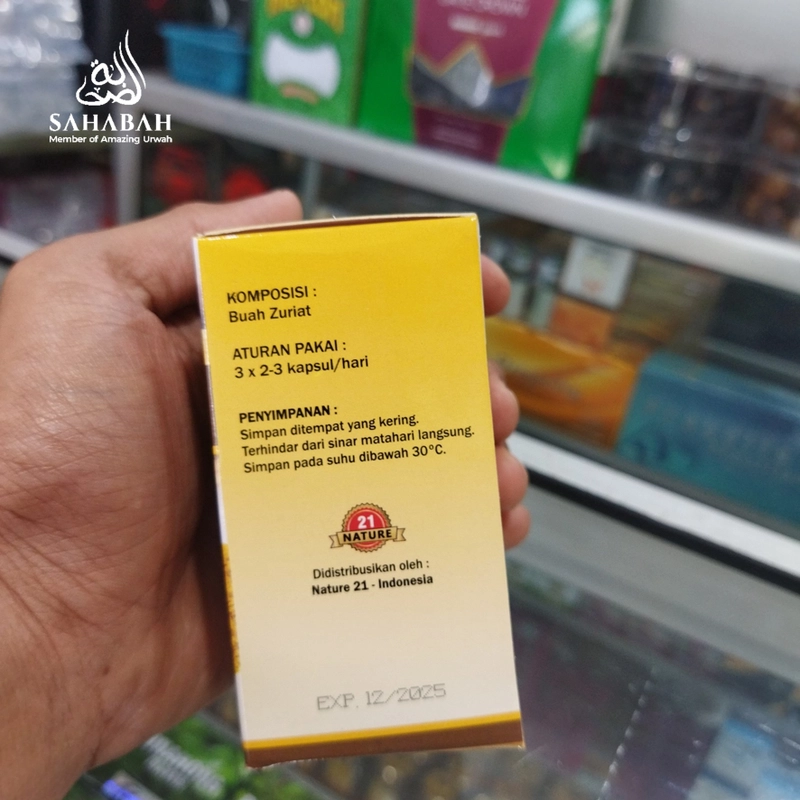 الصحابة
SAHABAH
Member of Amazing Urwah
KOMPOSISI :
Buah Zuriat
ATURAN PAKAI :
3 x 2-3 kapsul/hari
PENYIMPANAN :
Simpan ditempat yang kering.
Terhindar dari sinar matahari langsung.
Simpan pada suhu dibawah 30°C.
21
NATURE
Didistribusikan oleh :
Nature 21 - Indonesia
EXP. 12/2025